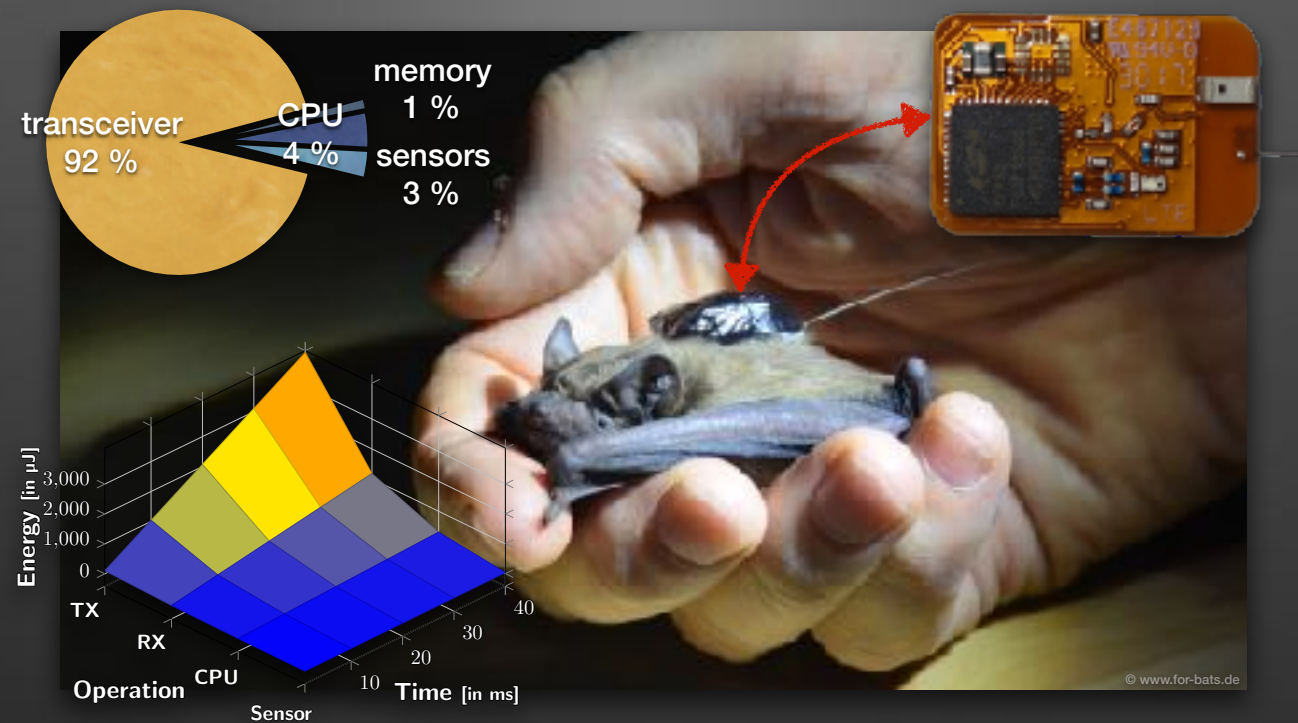 transceiver
92 %
CPU
4 %
memory
1 %
sensors
3 %
LTE
Energy [in µJ]
3,000
2,000
1,000
0
TX
RX
CPU
Sensor
Operation
10
20
30
40
Time [in ms]
© www.for-bats.de